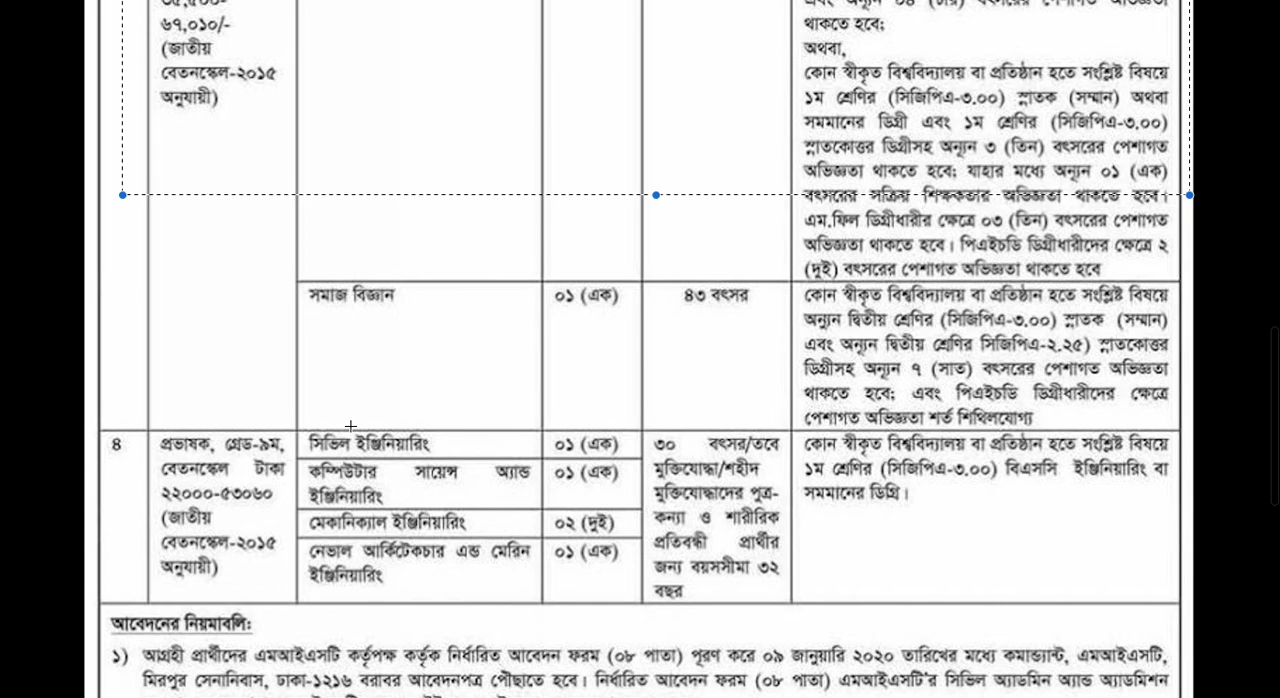 ৬৭,০১০/-
(জাতীয়
বেতনস্কেল-২০১৫
অনুযায়ী)
থাকতে হবে;
অথবা,
কোন স্বীকৃত বিশ্ববিদ্যালয় বা প্রতিষ্ঠান হতে সংশ্লিষ্ট বিষয়ে
১ম শ্রেণির (সিজিপিএ-৩.০০) স্নাতক (সম্মান) অথবা
সমমানের ডিগ্রী এবং ১ম শ্রেণির (সিজিপিএ-৩.০০)
স্নাতকোত্তর ডিগ্রীসহ অন্যূন ৩ (তিন) বৎসরের পেশাগত
অভিজ্ঞতা থাকতে হবে; যাহার মধ্যে অন্যূন ০১ (এক)
বৎসরের সক্রিয় শিক্ষকতার অভিজ্ঞতা থাকতে হবে।
এম.ফিল ডিগ্রীধারীর ক্ষেত্রে ০৩ (তিন) বৎসরের পেশাগত
অভিজ্ঞতা থাকতে হবে। পিএইচডি ডিগ্রীধারীদের ক্ষেত্রে ২
(দুই) বৎসরের পেশাগত অভিজ্ঞতা থাকতে হবে
সমাজ বিজ্ঞান
০১ (এক)
৪৩ বৎসর
কোন স্বীকৃত বিশ্ববিদ্যালয় বা প্রতিষ্ঠান হতে সংশ্লিষ্ট বিষয়ে
অন্যুন দ্বিতীয় শ্রেণির (সিজিপিএ-৩.০০) স্নাতক (সম্মান)
এবং অন্যূন দ্বিতীয় শ্রেণির সিজিপিএ-২.২৫) স্নাতকোত্তর
ডিগ্রীসহ অন্যূন ৭ (সাত) বৎসরের পেশাগত অভিজ্ঞতা
থাকতে হবে; এবং পিএইচডি ডিগ্রীধারীদের ক্ষেত্রে
পেশাগত অভিজ্ঞতা শর্ত শিথিলযোগ্য
৪
প্রভাষক, গ্রেড-৯ম,
বেতনস্কেল টাকা
২২০০০-৫৩০৬০
(জাতীয়
বেতনস্কেল-২০১৫
অনুযায়ী)
সিভিল ইঞ্জিনিয়ারিং
০১ (এক)
কম্পিউটার সায়েন্স অ্যান্ড
ইঞ্জিনিয়ারিং
০১ (এক)
মেকানিক্যাল ইঞ্জিনিয়ারিং
০২ (দুই)
নেভাল আর্কিটেকচার এন্ড মেরিন
ইঞ্জিনিয়ারিং
০১ (এক)
৩০ বৎসর/তবে
মুক্তিযোদ্ধা/শহীদ
মুক্তিযোদ্ধাদের পুত্র-
কন্যা ও শারীরিক
প্রতিবন্ধী প্রার্থীর
জন্য বয়সসীমা ৩২
বছর
কোন স্বীকৃত বিশ্ববিদ্যালয় বা প্রতিষ্ঠান হতে সংশ্লিষ্ট বিষয়ে
১ম শ্রেণির (সিজিপিএ-৩.০০) বিএসসি ইঞ্জিনিয়ারিং বা
সমমানের ডিগ্রি।
আবেদনের নিয়মাবলি:
১) আগ্রহী প্রার্থীদের এমআইএসটি কর্তৃপক্ষ কর্তৃক নির্ধারিত আবেদন ফরম (০৮ পাতা) পূরণ করে ০৯ জানুয়ারি ২০২০ তারিখের মধ্যে কমান্ড্যান্ট, এমআইএসটি,
মিরপুর সেনানিবাস, ঢাকা-১২১৬ বরাবর আবেদনপত্র পৌছাতে হবে। নির্ধারিত আবেদন ফরম (০৮ পাতা) এমআইএসটি'র সিভিল অ্যাডমিন অ্যান্ড অ্যাডমিশন